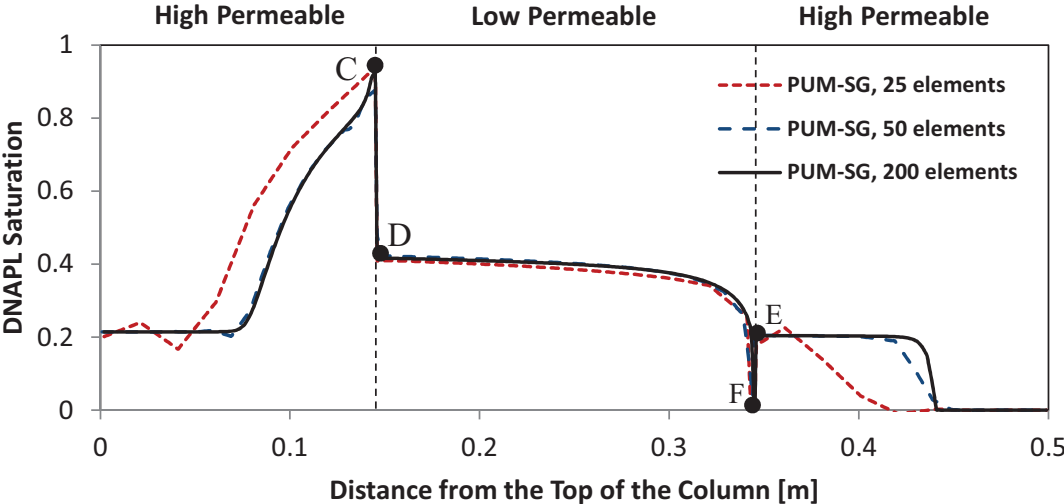 High Permeable Low Permeable High Permeable
1
0.8
0.6
0.4
0.2
0
DNAPL Saturation
C
D
E
F
PUM-SG, 25 elements
PUM-SG, 50 elements
PUM-SG, 200 elements
0 0.1 0.2 0.3 0.4 0.5
Distance from the Top of the Column [m]